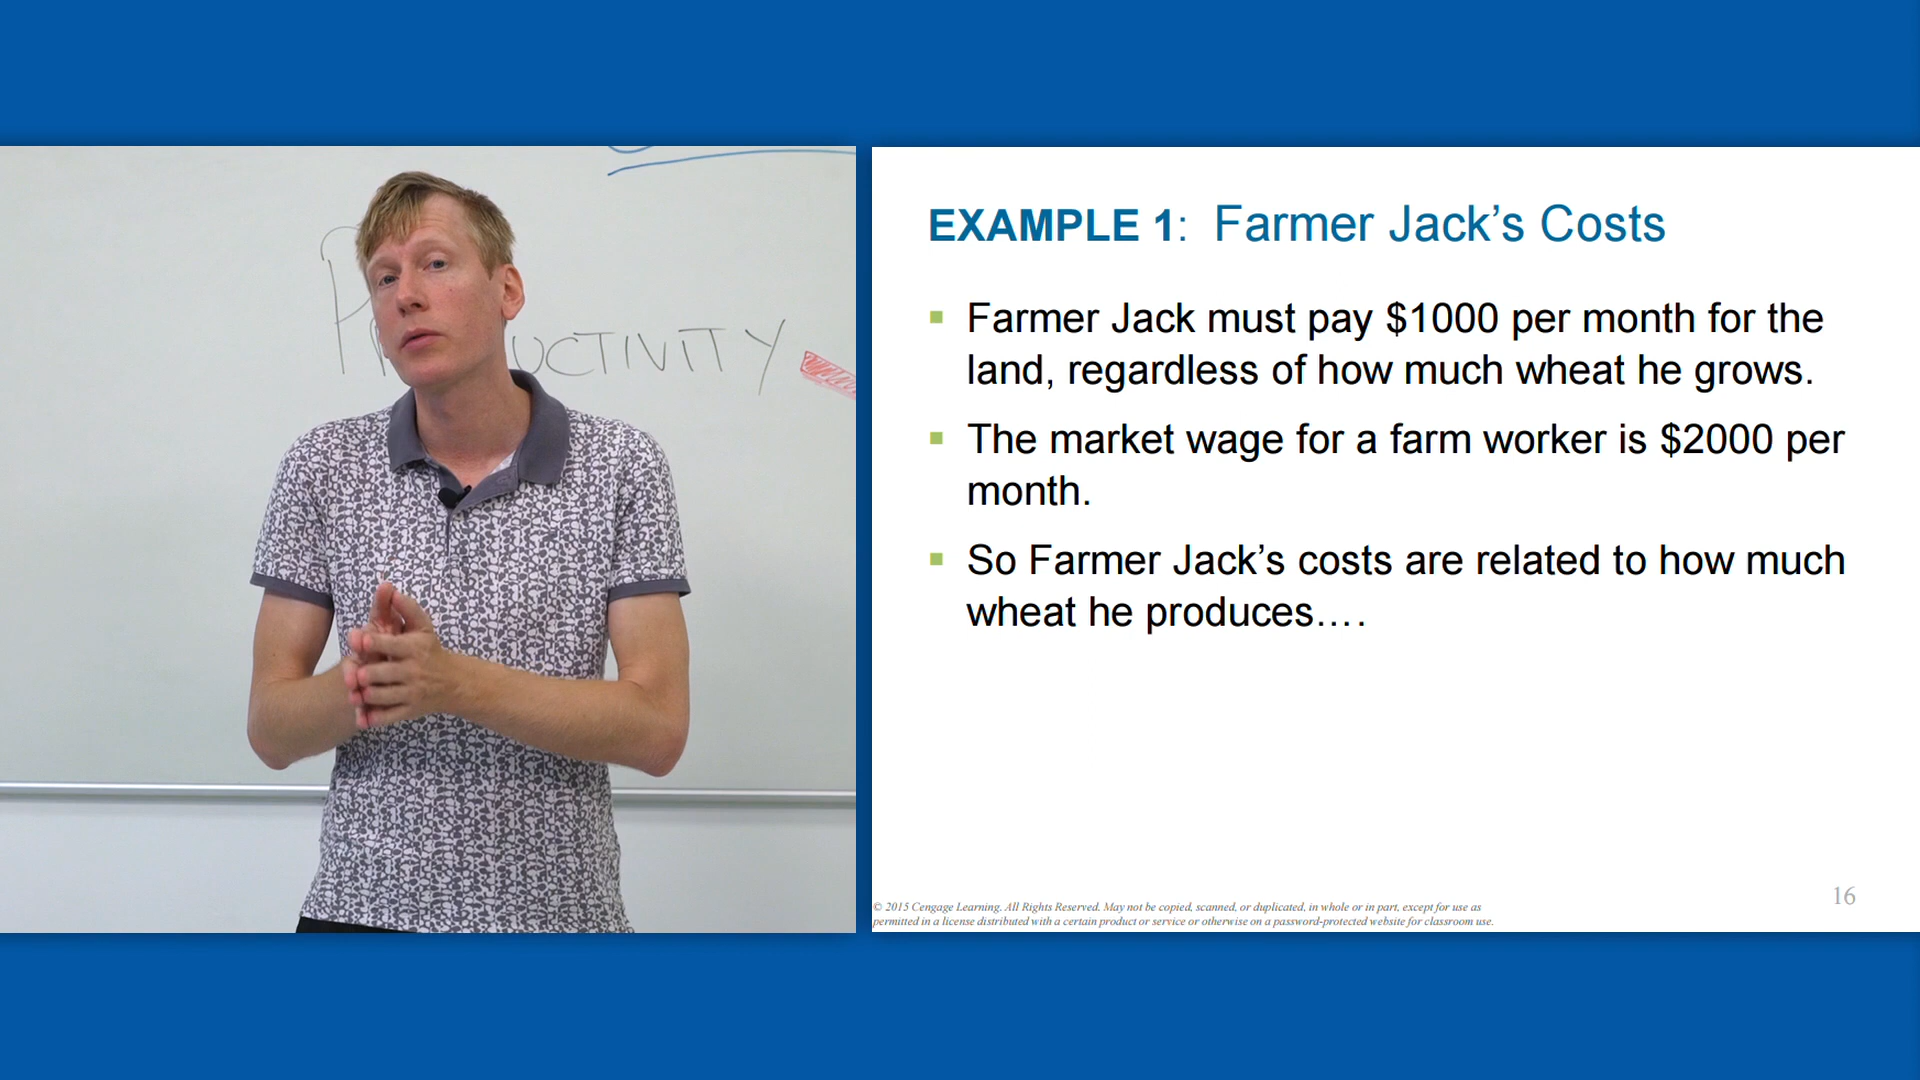 UCTIVITY
EXAMPLE 1: Farmer Jack’s Costs
Farmer Jack must pay $1000 per month for the
land, regardless of how much wheat he grows.
The market wage for a farm worker is $2000 per
month.
So Farmer Jack’s costs are related to how much
wheat he produces….
16
© 2015 Cengage Learning. All Rights Reserved. May not be copied, scanned, or duplicated, in whole or in part, except for use as
permitted in a license distributed with a certain product or service or otherwise on a password-protected website for classroom use.